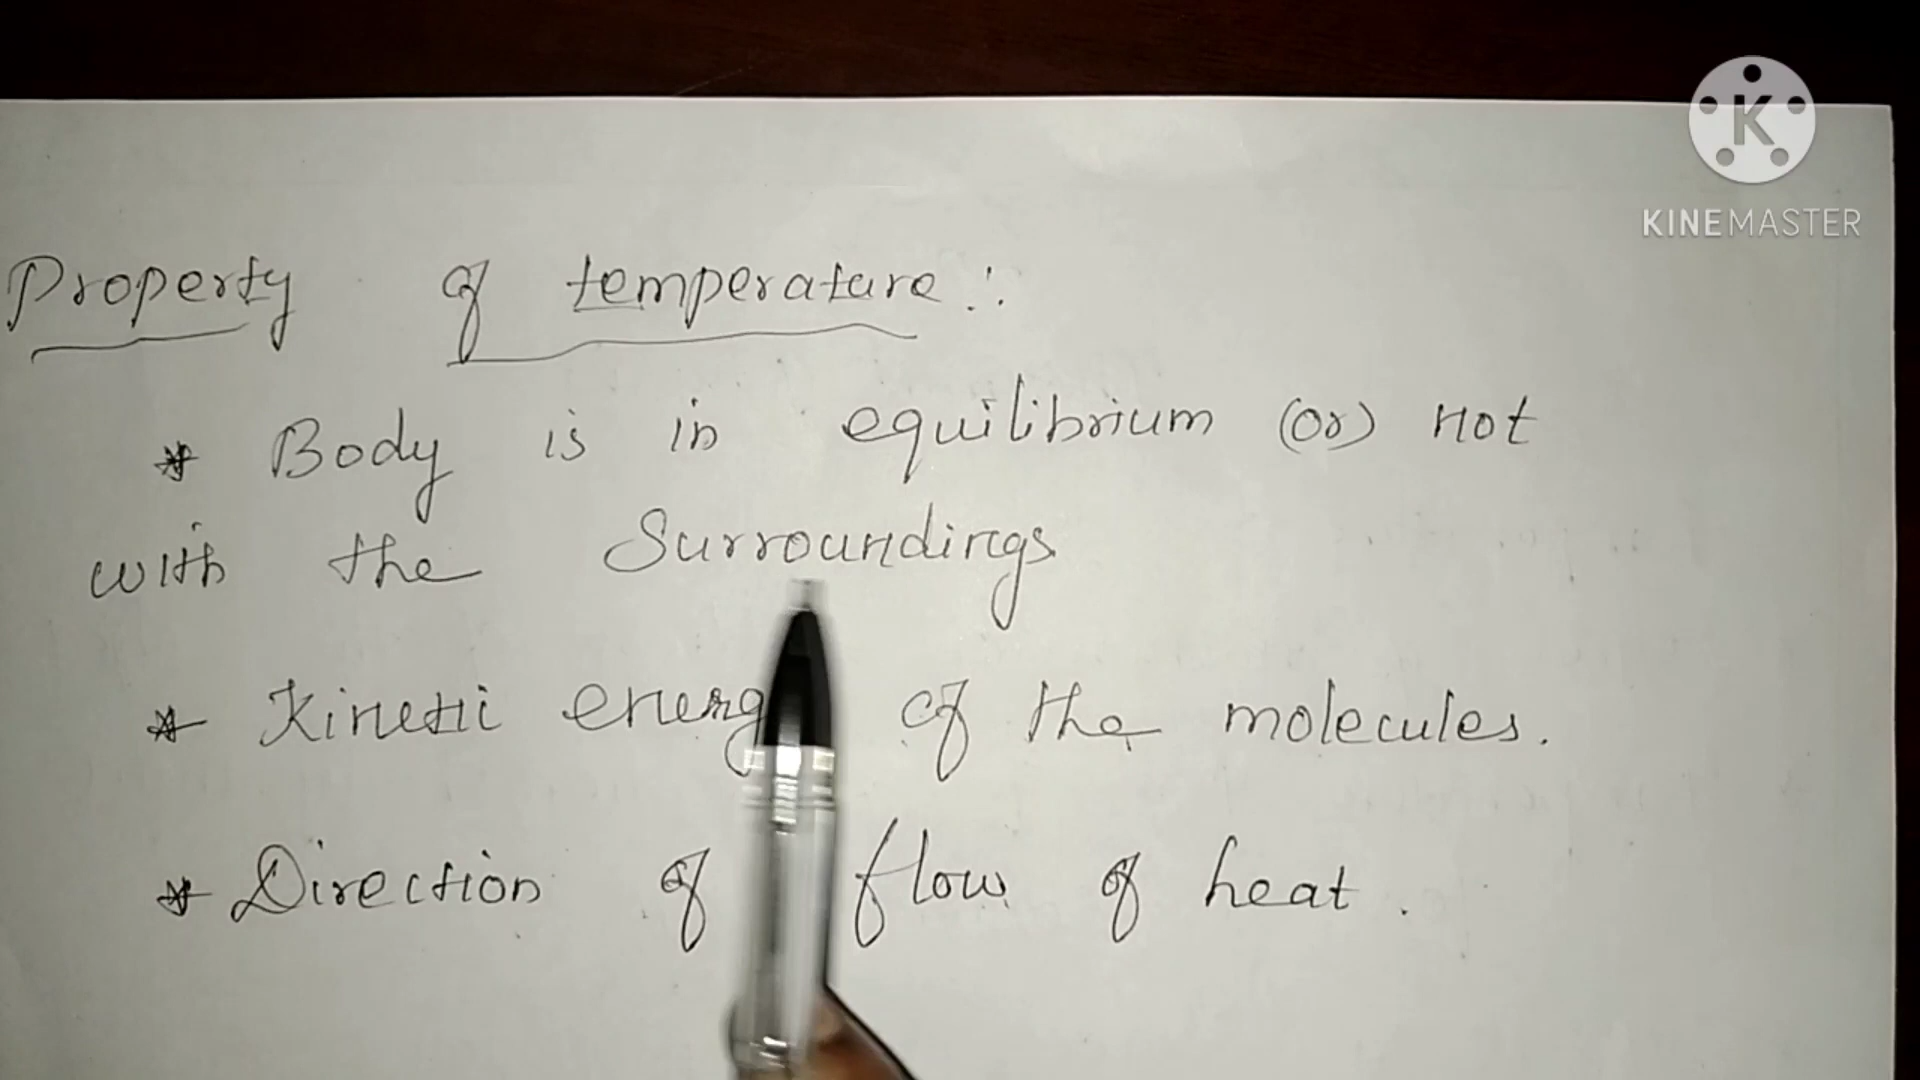 KINEMASTER
Property of temperature :
* Body is in equilibrium (or) not
with the Surroundings
* Kinetic energy of the molecules.
* Direction of flow of heat.